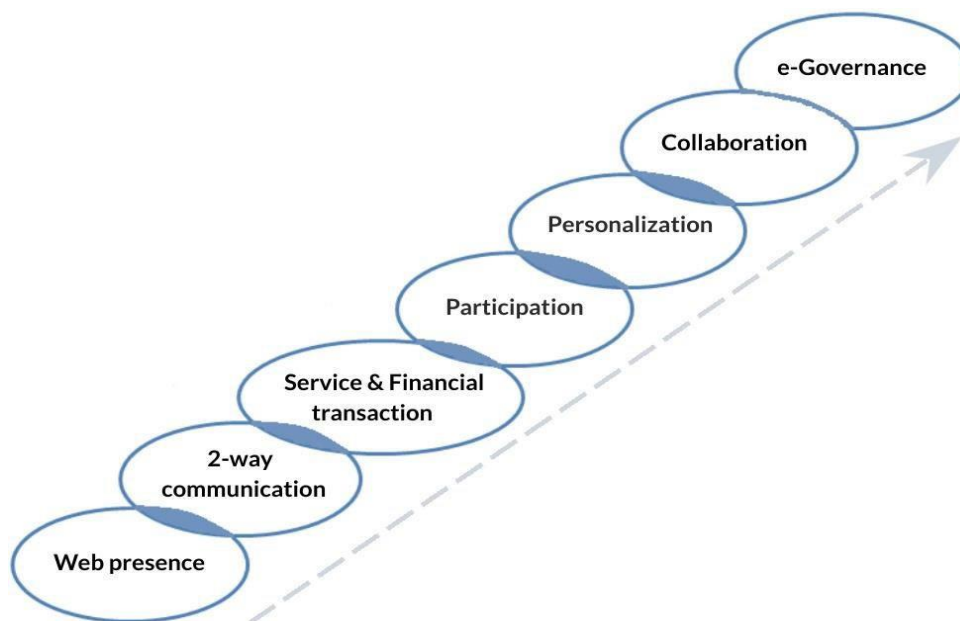 e-Governance
Collaboration
Personalization
Participation
Service & Financial
transaction
2-way
communication
Web presence